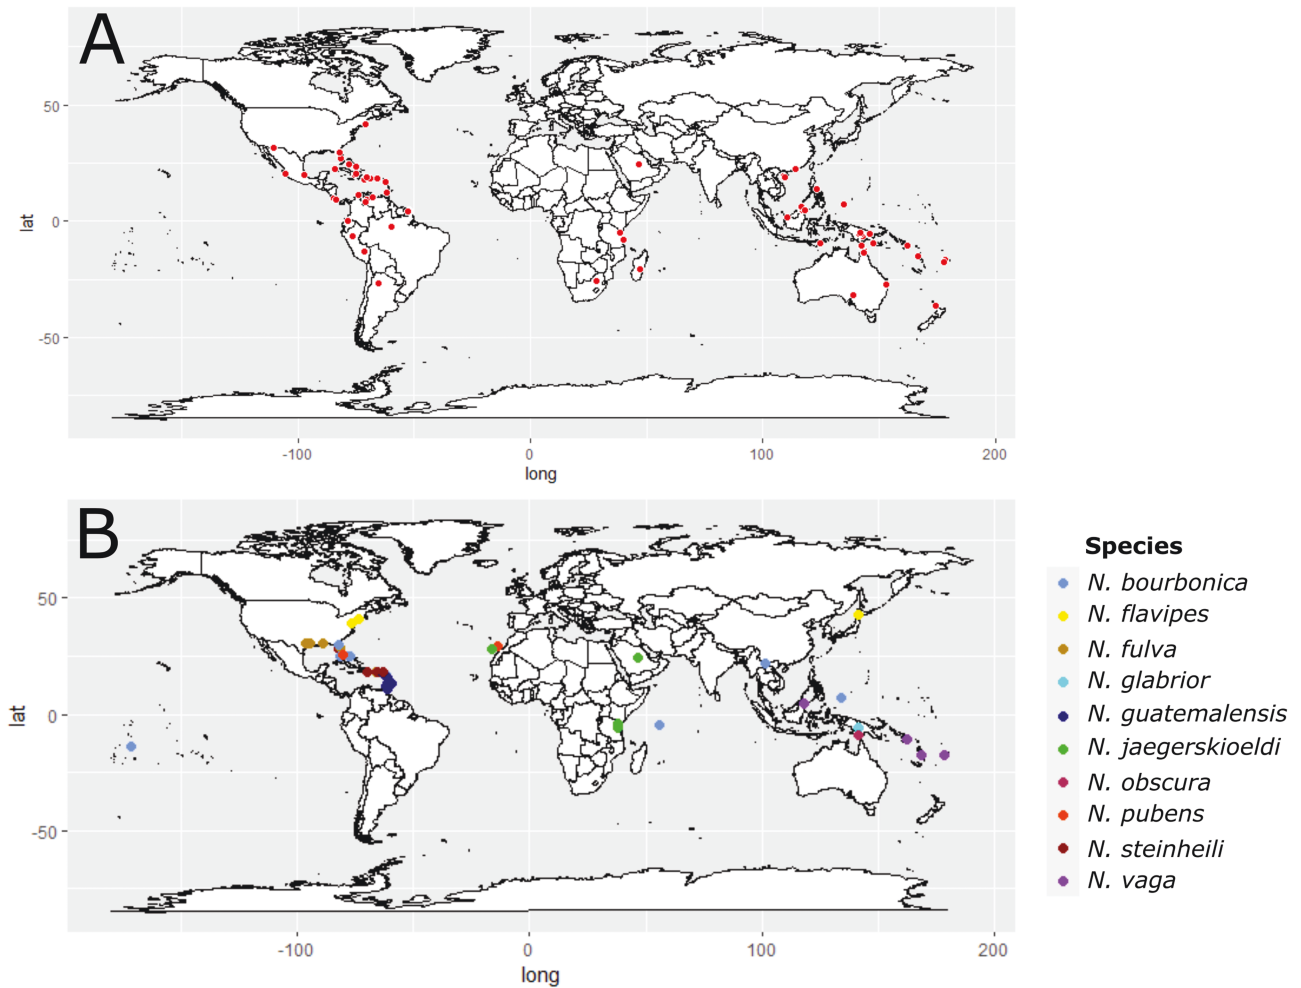 A
lat
50
0
-50
-100
0
100
200
long
B
lat
50
0
-50
-100
0
100
200
long
Species
N. bourbonica
N. flavipes
N. fulva
N. glabrior
N. guatemalensis
N. jaegerskioeldi
N. obscura
N. pubens
N. steinheili
N. vaga